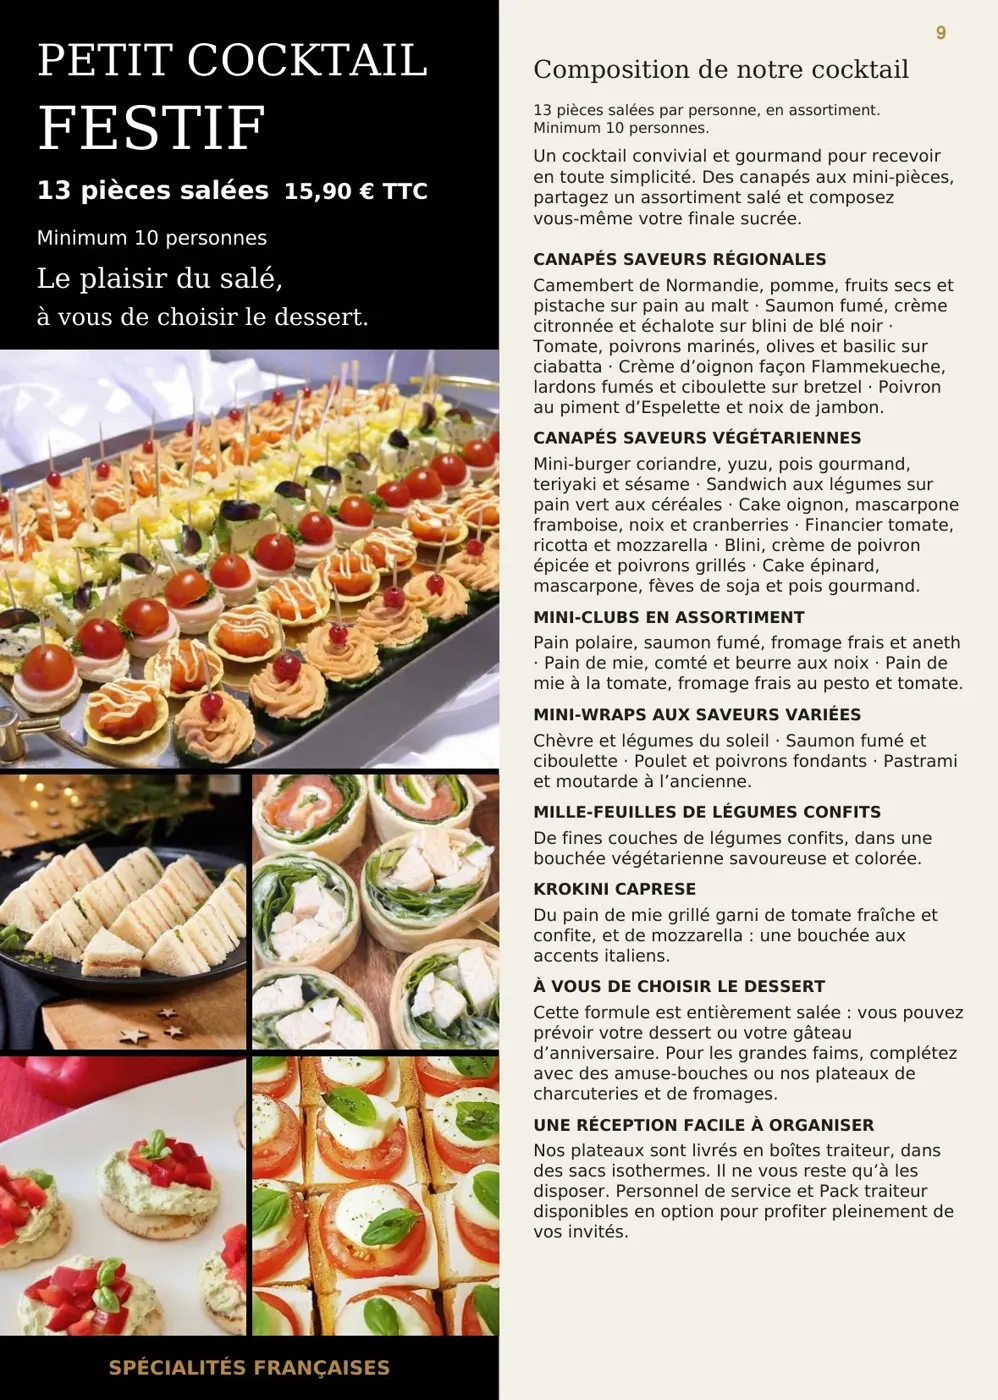 PETIT COCKTAIL
FESTIF
13 pièces salées 15,90 € TTC
Minimum 10 personnes
Le plaisir du salé,
à vous de choisir le dessert.
SPÉCIALITÉS FRANÇAISES
9
Composition de notre cocktail
13 pièces salées par personne, en assortiment.
Minimum 10 personnes.
Un cocktail convivial et gourmand pour recevoir
en toute simplicité. Des canapés aux mini-pièces,
partagez un assortiment salé et composez
vous-même votre finale sucrée.
CANAPÉS SAVEURS RÉGIONALES
Camembert de Normandie, pomme, fruits secs et
pistache sur pain au malt · Saumon fumé, crème
citronnée et échalote sur blini de blé noir ·
Tomate, poivrons marinés, olives et basilic sur
ciabatta · Crème d’oignon façon Flammekueche,
lardons fumés et ciboulette sur bretzel · Poivron
au piment d’Espelette et noix de jambon.
CANAPÉS SAVEURS VÉGÉTARIENNES
Mini-burger coriandre, yuzu, pois gourmand,
teriyaki et sésame · Sandwich aux légumes sur
pain vert aux céréales · Cake oignon, mascarpone
framboise, noix et cranberries · Financier tomate,
ricotta et mozzarella · Blini, crème de poivron
épicée et poivrons grillés · Cake épinard,
mascarpone, fèves de soja et pois gourmand.
MINI-CLUBS EN ASSORTIMENT
Pain polaire, saumon fumé, fromage frais et aneth
· Pain de mie, comté et beurre aux noix · Pain de
mie à la tomate, fromage frais au pesto et tomate.
MINI-WRAPS AUX SAVEURS VARIÉES
Chèvre et légumes du soleil · Saumon fumé et
ciboulette · Poulet et poivrons fondants · Pastrami
et moutarde à l’ancienne.
MILLE-FEUILLES DE LÉGUMES CONFITS
De fines couches de légumes confits, dans une
bouchée végétarienne savoureuse et colorée.
KROKINI CAPRESE
Du pain de mie grillé garni de tomate fraîche et
confite, et de mozzarella : une bouchée aux
accents italiens.
À VOUS DE CHOISIR LE DESSERT
Cette formule est entièrement salée : vous pouvez
prévoir votre dessert ou votre gâteau
d’anniversaire. Pour les grandes faims, complétez
avec des amuse-bouches ou nos plateaux de
charcuteries et de fromages.
UNE RÉCEPTION FACILE À ORGANISER
Nos plateaux sont livrés en boîtes traiteur, dans
des sacs isothermes. Il ne vous reste qu’à les
disposer. Personnel de service et Pack traiteur
disponibles en option pour profiter pleinement de
vos invités.